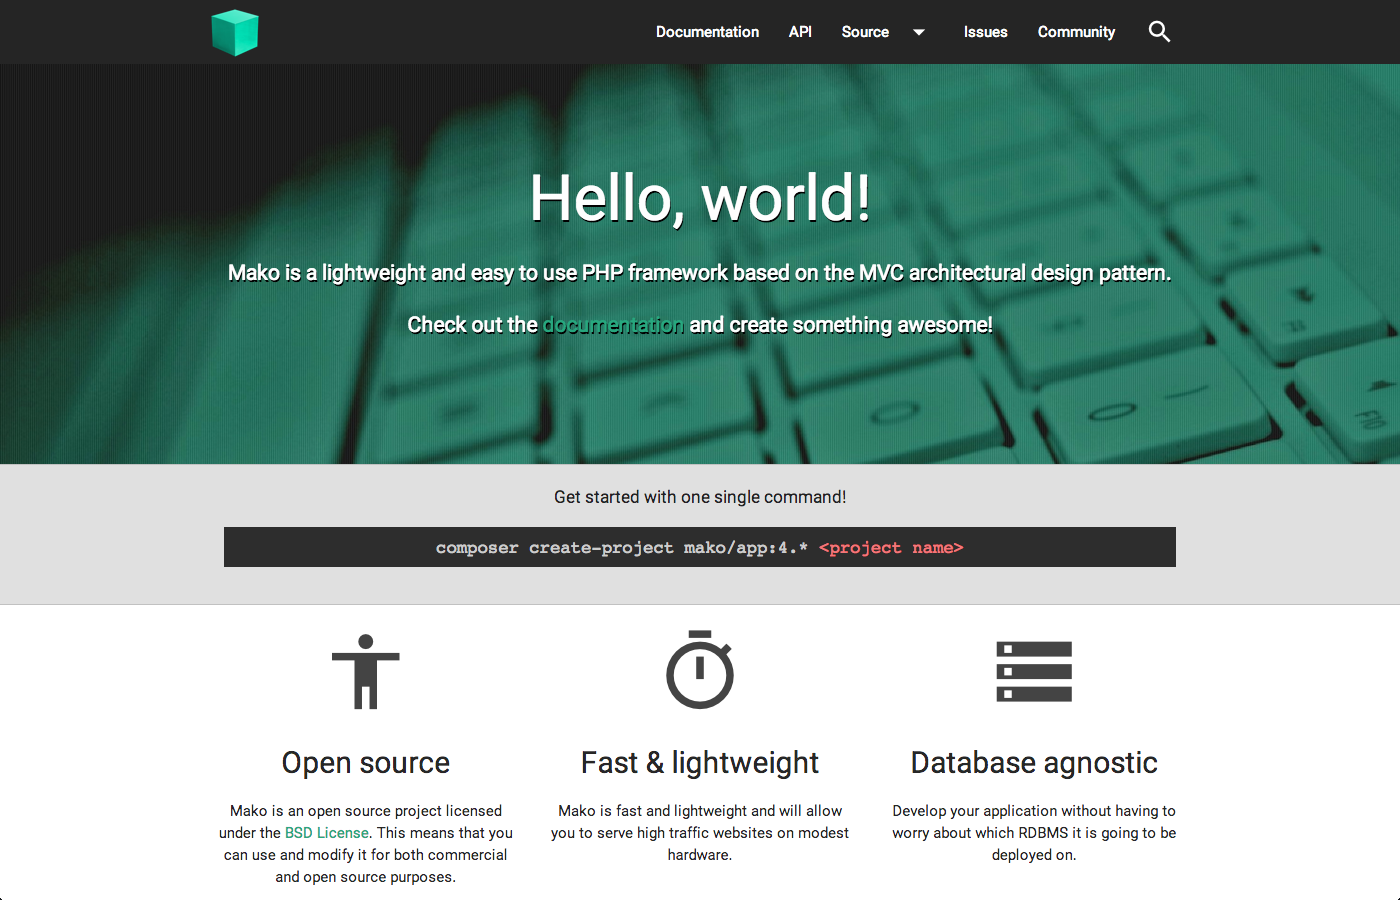 Documentation API Source Issues Community
Hello, world!
Mako is a lightweight and easy to use PHP framework based on the MVC architectural design pattern.
Check out the documentation and create something awesome!
F10
Get started with one single command!
composer create-project mako/app:4.* <project name>
Open source
Mako is an open source project licensed
under the BSD License. This means that you
can use and modify it for both commercial
and open source purposes.
Fast & lightweight
Mako is fast and lightweight and will allow
you to serve high traffic websites on modest
hardware.
Database agnostic
Develop your application without having to
worry about which RDBMS it is going to be
deployed on.